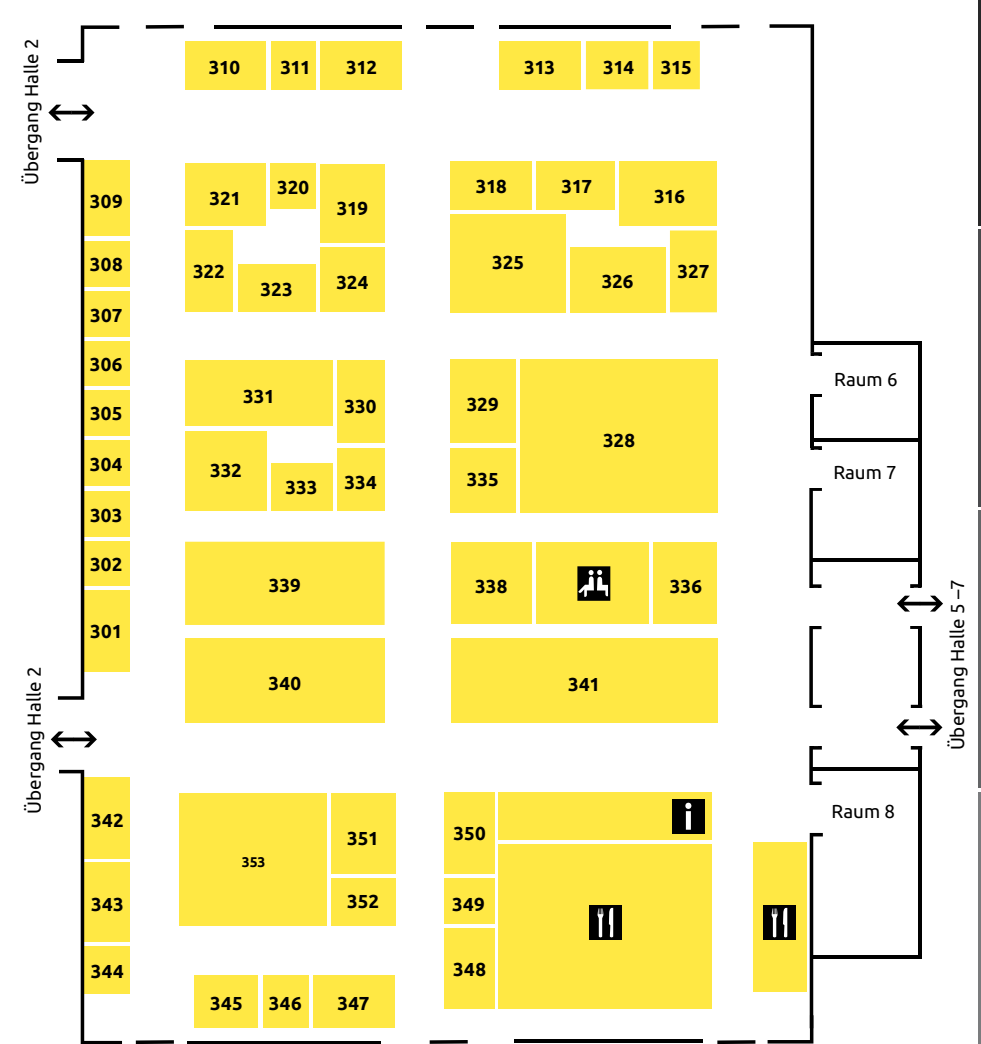 Übergang Halle 2
310 311 312 313 314 315
309
321 320 319 318 317 316
308
322 323 324 325 326 327
307
306
331 330 329 328
Raum 6
305
304
332 333 334 335
Raum 7
303
302
339 338 336
301
Übergang Halle 5 –7
340 341
Übergang Halle 2
342
353 351 350 i
Raum 8
343
352 349
344
348
345 346 347